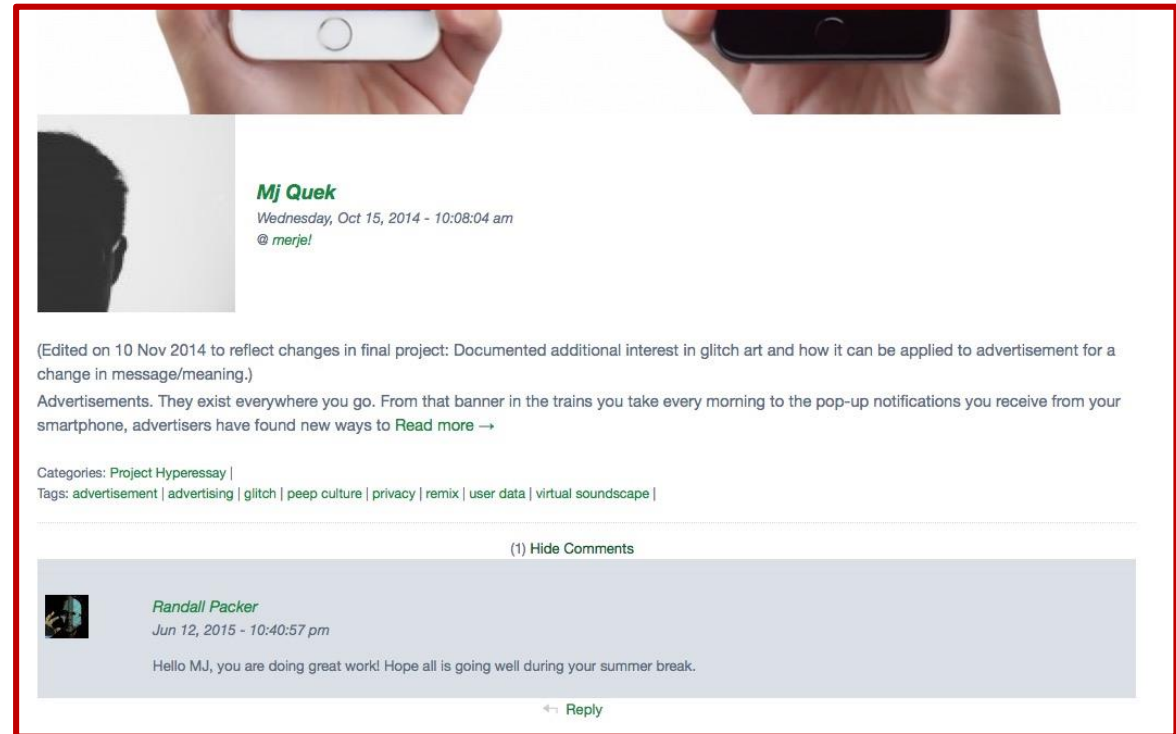 Mj Quek
Wednesday, Oct 15, 2014 - 10:08:04 am
@ merje!
(Edited on 10 Nov 2014 to reflect changes in final project: Documented additional interest in glitch art and how it can be applied to advertisement for a
change in message/meaning.)
Advertisements. They exist everywhere you go. From that banner in the trains you take every morning to the pop-up notifications you receive from your
smartphone, advertisers have found new ways to Read more →
Categories: Project Hyperessay |
Tags: advertisement | advertising | glitch | peep culture | privacy | remix | user data | virtual soundscape |
(1) Hide Comments
Randall Packer
Jun 12, 2015 - 10:40:57 pm
Hello MJ, you are doing great work! Hope all is going well during your summer break.
Reply